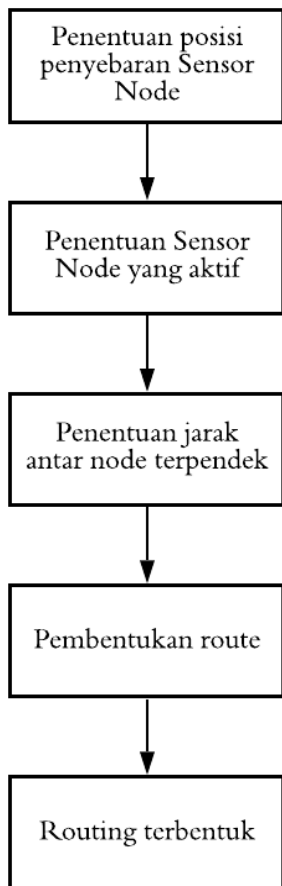 Penentuan posisi
penyebaran Sensor
Node
Penentuan Sensor
Node yang aktif
Penentuan jarak
antar node terpendek
Pembentukan route
Routing terbentuk